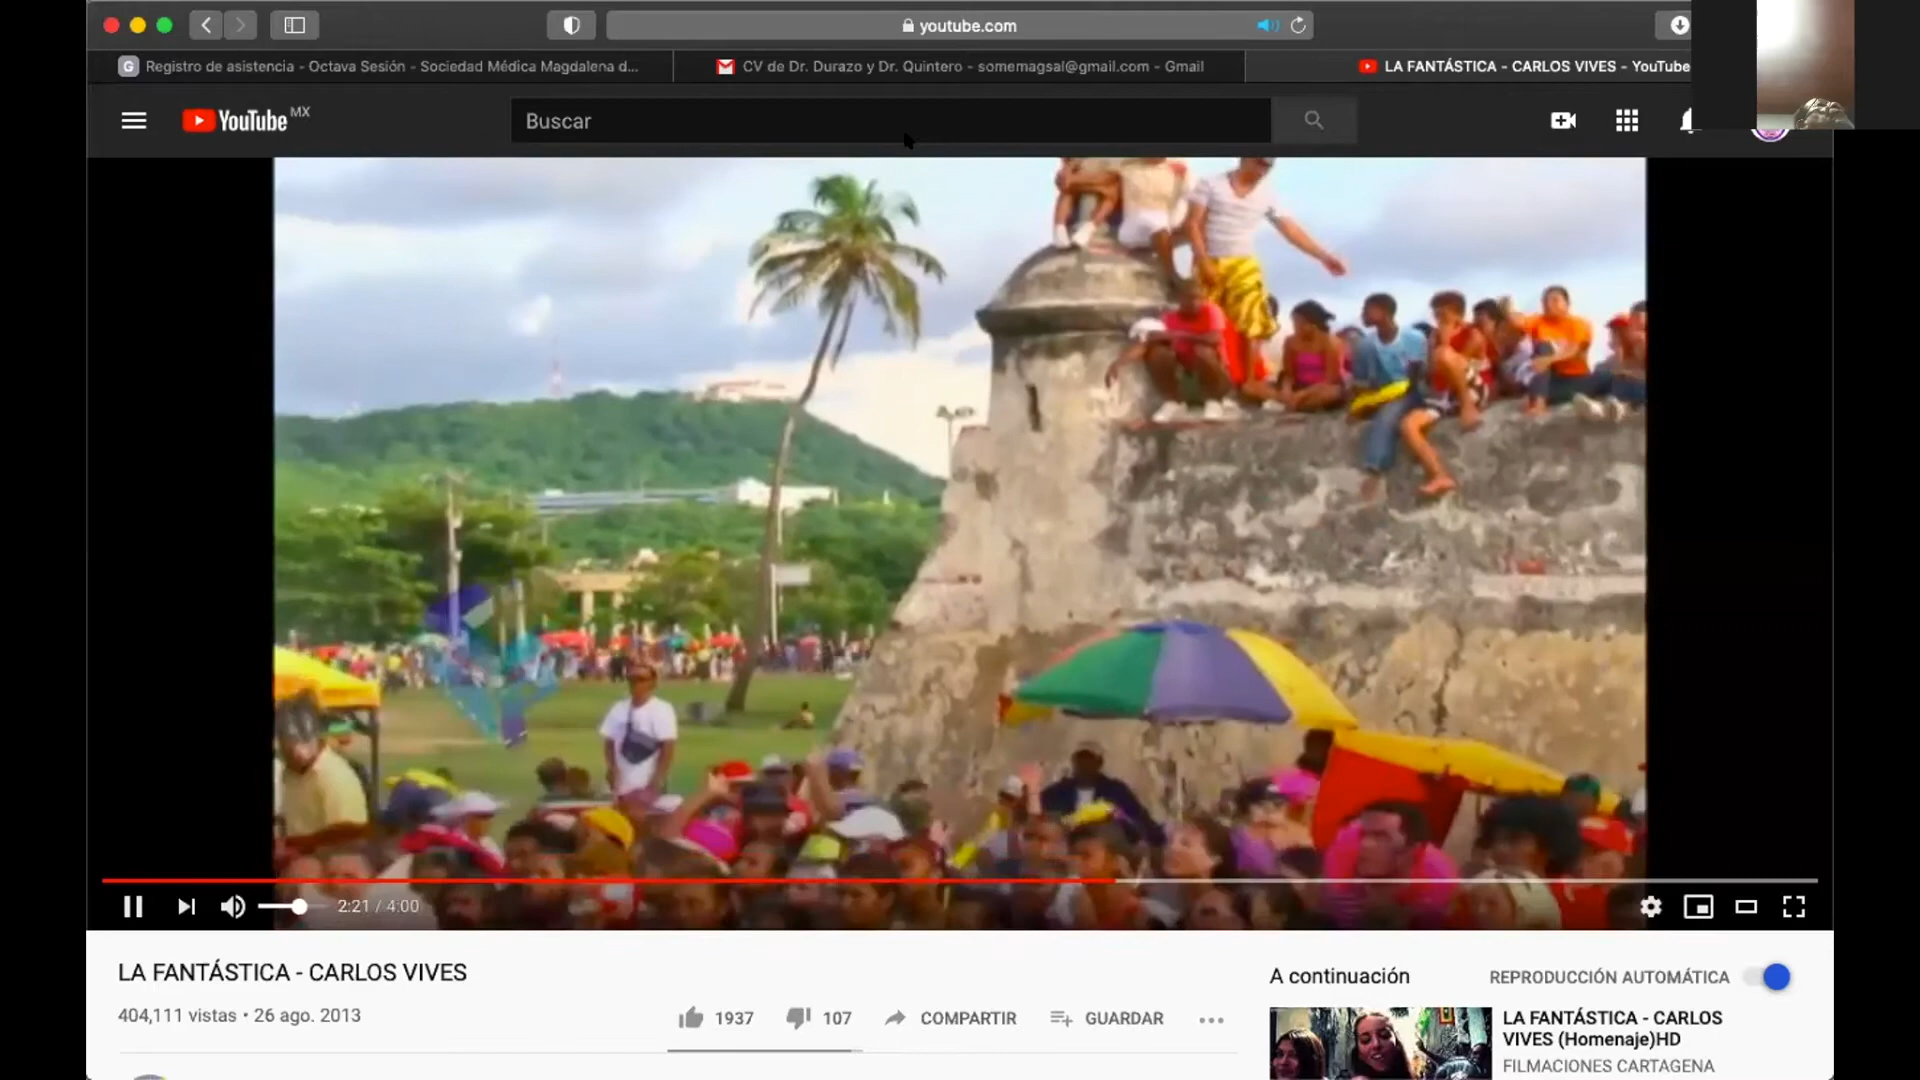 youtube.com
G Registro de asistencia - Octava Sesión - Sociedad Médica Magdalena d...
CV de Dr. Durazo y Dr. Quintero - somemagsal@gmail.com - Gmail
LA FANTÁSTICA - CARLOS VIVES - YouTube
YouTube MX
Buscar
2:21 / 4:00
LA FANTÁSTICA - CARLOS VIVES
404,111 vistas • 26 ago. 2013
1937
107
COMPARTIR
GUARDAR
A continuación
REPRODUCCIÓN AUTOMÁTICA
LA FANTÁSTICA - CARLOS
VIVES (Homenaje)HD
FILMACIONES CARTAGENA